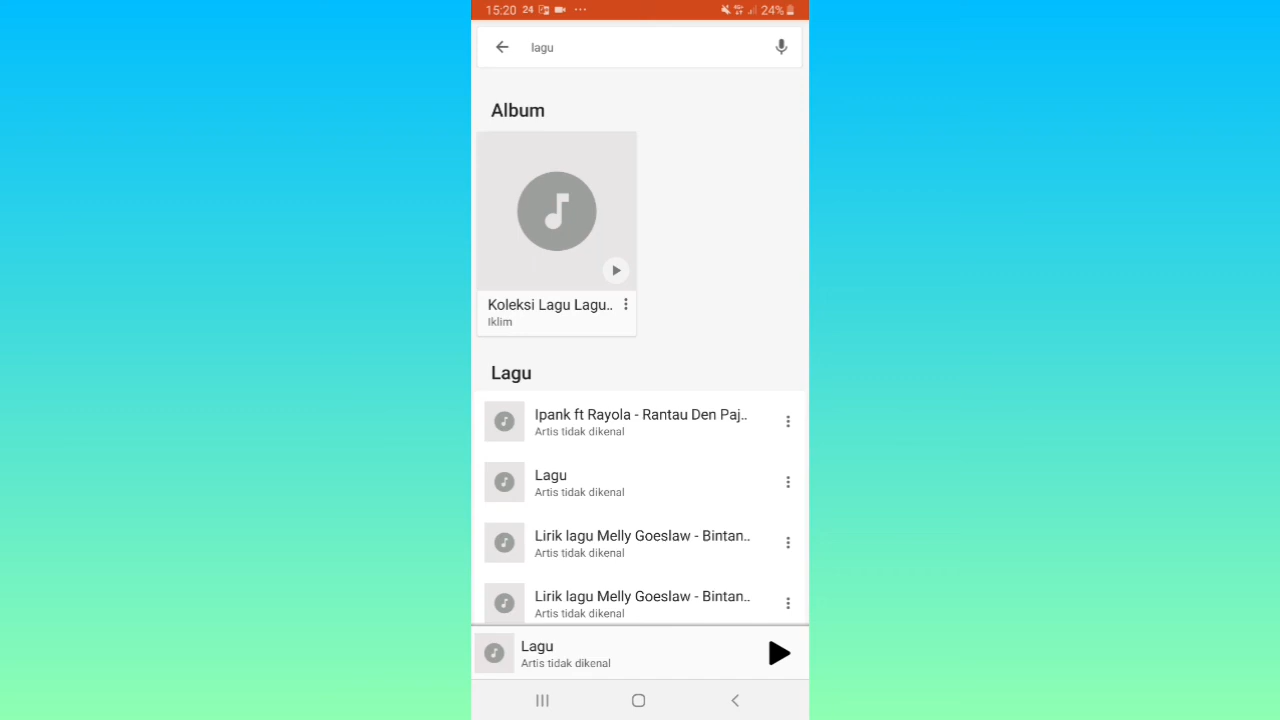 15:20 24 ... 24%
lagu
Album
Koleksi Lagu Lagu..
Iklim
Lagu
Ipank ft Rayola - Rantau Den Paj..
Artis tidak dikenal
Lagu
Artis tidak dikenal
Lirik lagu Melly Goeslaw - Bintan..
Artis tidak dikenal
Lirik lagu Melly Goeslaw - Bintan..
Artis tidak dikenal
Lagu
Artis tidak dikenal